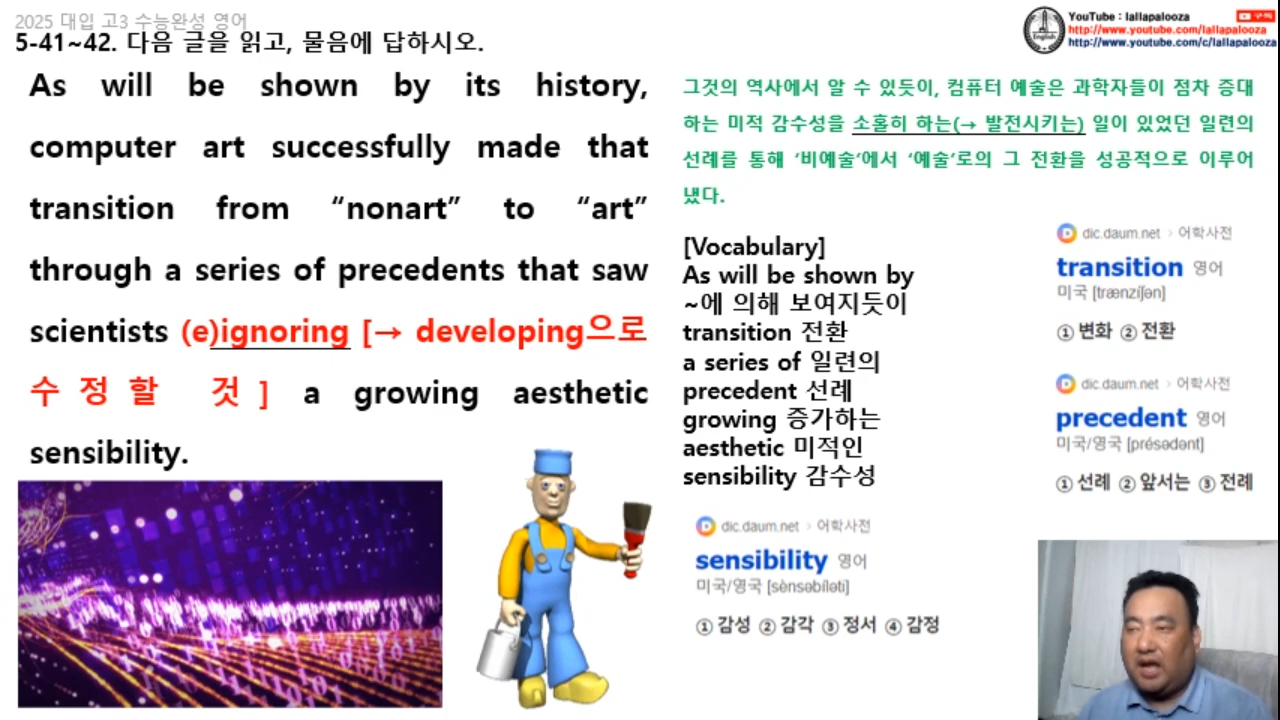 2025 대입 고3 수능완성 영어
5-41~42. 다음 글을 읽고, 물음에 답하시오.
As will be shown by its history,
computer art successfully made that
transition from “nonart” to “art”
through a series of precedents that saw
scientists (e)ignoring [→ developing으로
수정할 것] a growing aesthetic
sensibility.
YouTube : lallapalooza
구독
http://www.youtube.com/lallapalooza
http://www.youtube.com/c/lallapalooza
English
그것의 역사에서 알 수 있듯이, 컴퓨터 예술은 과학자들이 점차 증대
하는 미적 감수성을 소홀히 하는(→ 발전시키는) 일이 있었던 일련의
선례를 통해 ‘비예술’에서 ‘예술’로의 그 전환을 성공적으로 이루어
냈다.
[Vocabulary]
As will be shown by
~에 의해 보여지듯이
transition 전환
a series of 일련의
precedent 선례
growing 증가하는
aesthetic 미적인
sensibility 감수성
dic.daum.net › 어학사전
transition 영어
미국 [trænzíʃən]
① 변화 ② 전환
dic.daum.net › 어학사전
precedent 영어
미국/영국 [présədənt]
① 선례 ② 앞서는 ③ 전례
dic.daum.net › 어학사전
sensibility 영어
미국/영국 [sènsəbíləti]
① 감성 ② 감각 ③ 정서 ④ 감정